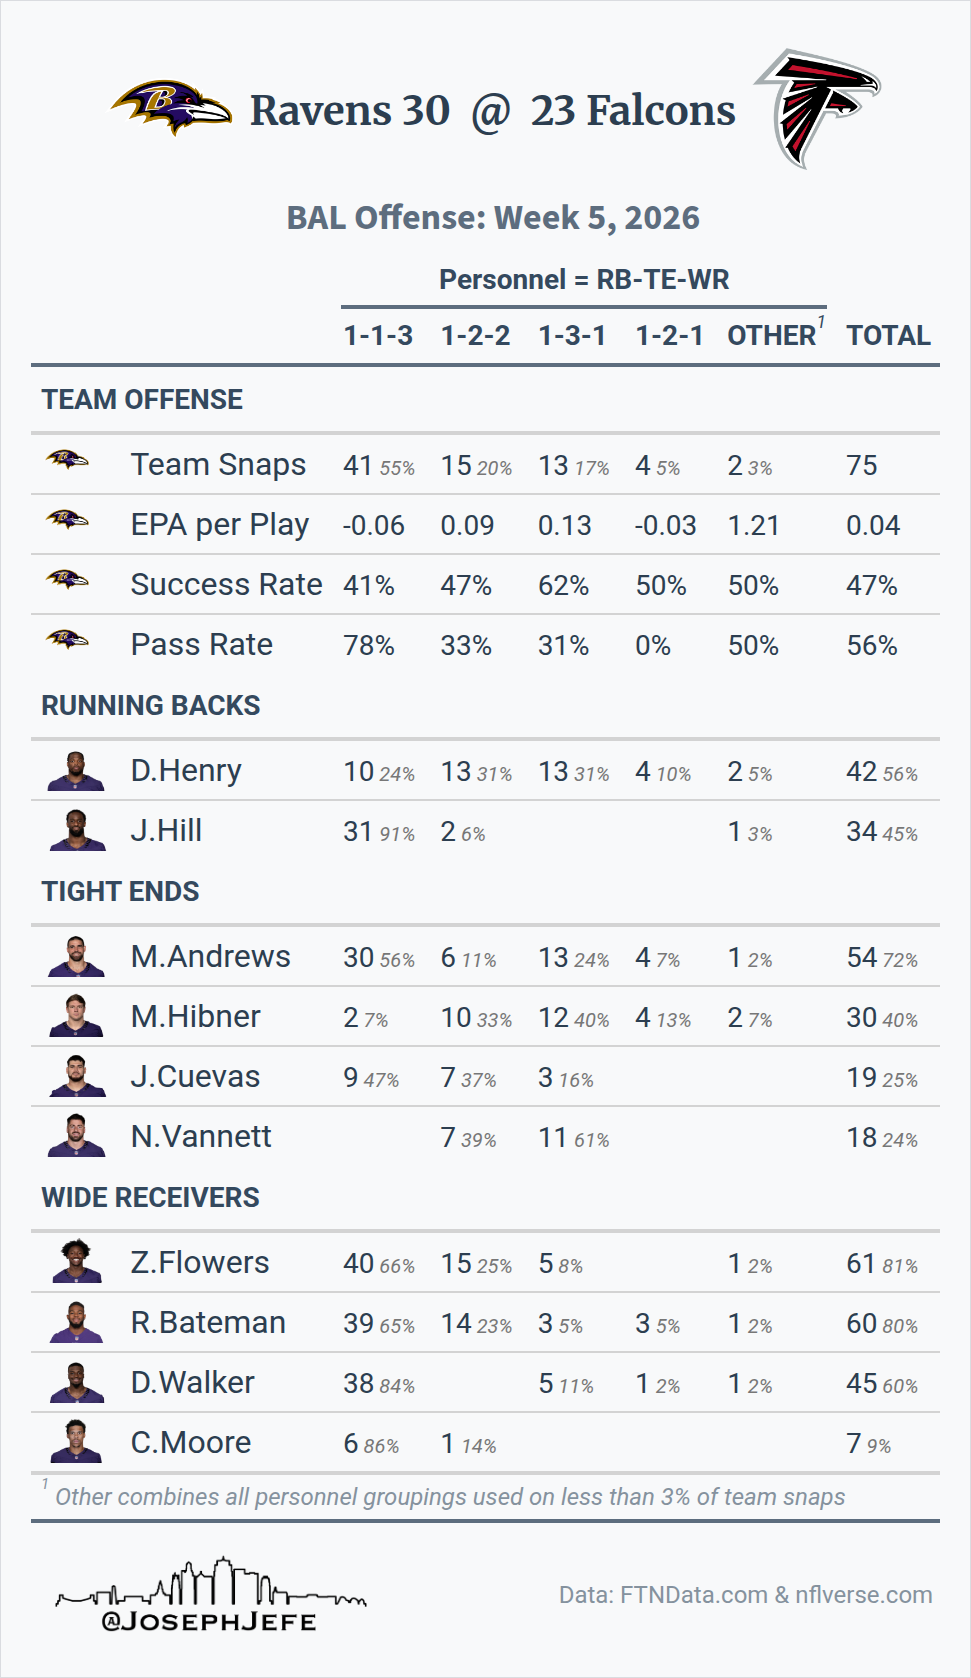 Ravens 30 @ 23 Falcons
BAL Offense: Week 5, 2026
Personnel = RB-TE-WR
1-1-3 1-2-2 1-3-1 1-2-1 OTHER1 TOTAL
TEAM OFFENSE
Team Snaps 41 55% 15 20% 13 17% 4 5% 2 3% 75
EPA per Play -0.06 0.09 0.13 -0.03 1.21 0.04
Success Rate 41% 47% 62% 50% 50% 47%
Pass Rate 78% 33% 31% 0% 50% 56%
RUNNING BACKS
D.Henry 10 24% 13 31% 13 31% 4 10% 2 5% 42 56%
J.Hill 31 91% 2 6% 1 3% 34 45%
TIGHT ENDS
M.Andrews 30 56% 6 11% 13 24% 4 7% 1 2% 54 72%
M.Hibner 2 7% 10 33% 12 40% 4 13% 2 7% 30 40%
J.Cuevas 9 47% 7 37% 3 16% 19 25%
N.Vannett 7 39% 11 61% 18 24%
WIDE RECEIVERS
Z.Flowers 40 66% 15 25% 5 8% 1 2% 61 81%
R.Bateman 39 65% 14 23% 3 5% 3 5% 1 2% 60 80%
D.Walker 38 84% 5 11% 1 2% 1 2% 45 60%
C.Moore 6 86% 1 14% 7 9%
1 Other combines all personnel groupings used on less than 3% of team snaps
@JOSEPHJEFE
Data: FTNData.com & nflverse.com